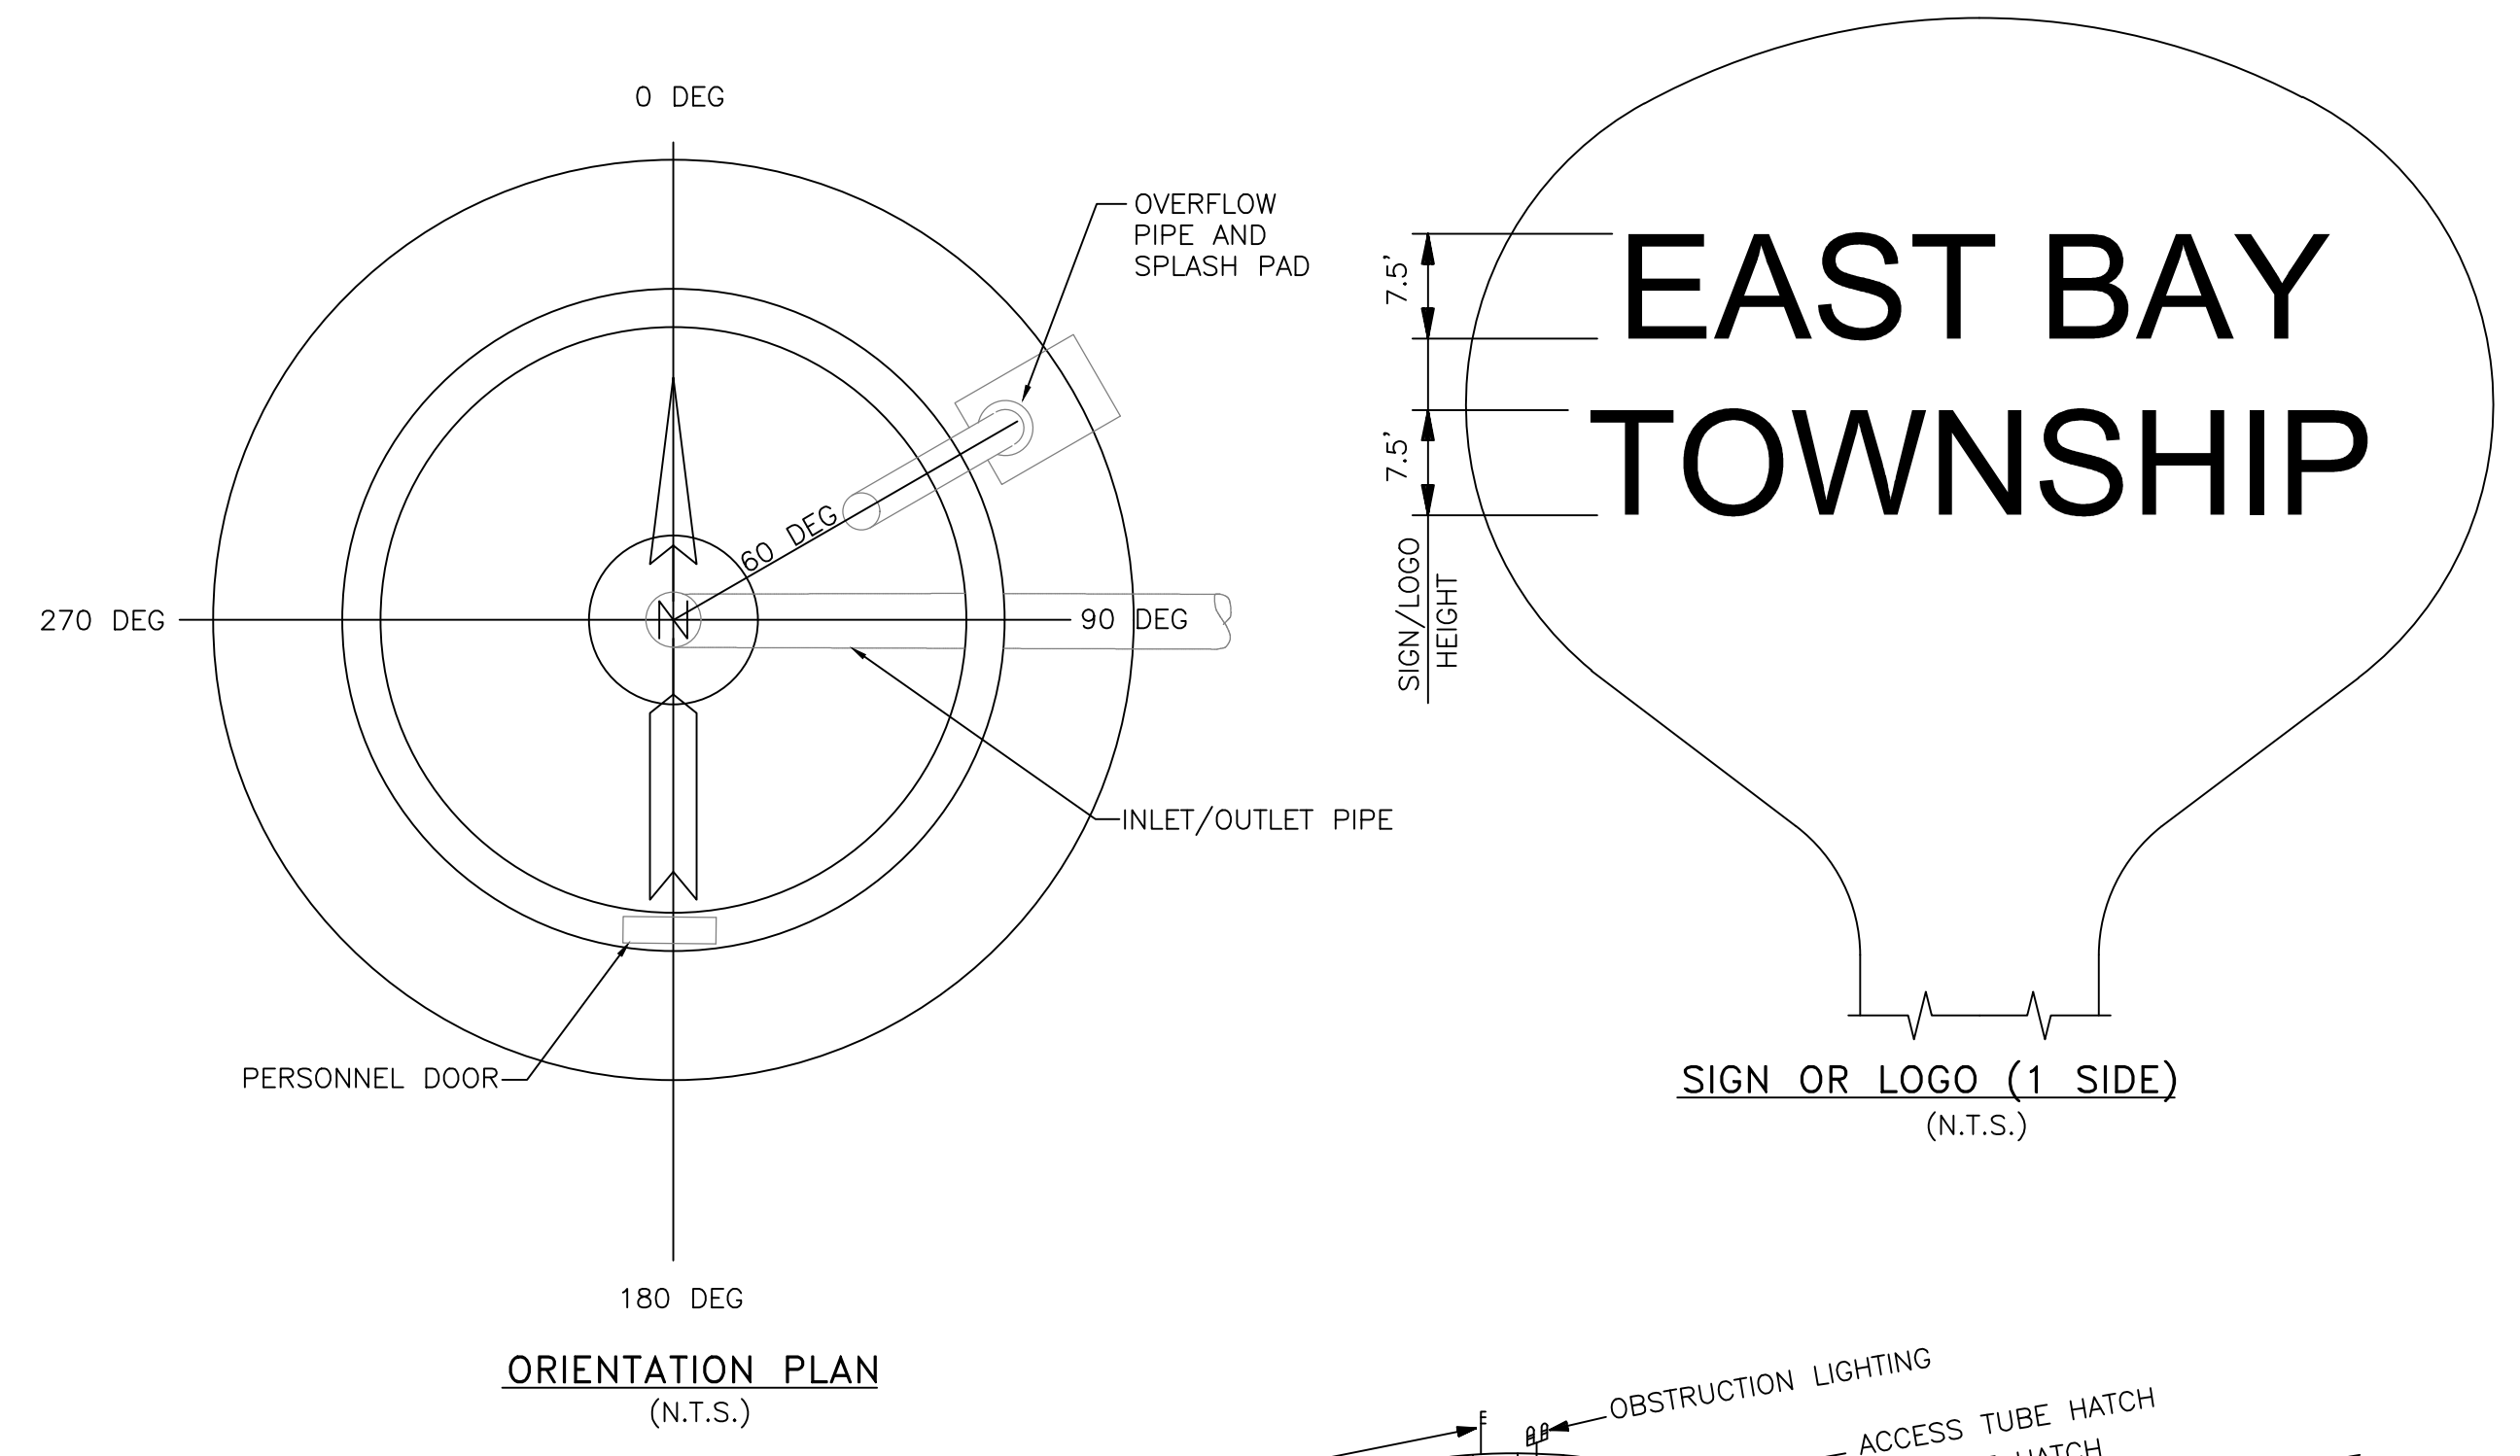 0 DEG
OVERFLOW
PIPE AND
SPLASH PAD
60 DEG
N
270 DEG
90 DEG
INLET/OUTLET PIPE
PERSONNEL DOOR
180 DEG
ORIENTATION PLAN
(N.T.S.)
7.5'
7.5'
SIGN/LOGO
HEIGHT
EAST BAY
TOWNSHIP
SIGN OR LOGO (1 SIDE)
(N.T.S.)
OBSTRUCTION LIGHTING
ACCESS TUBE HATCH
HATCH